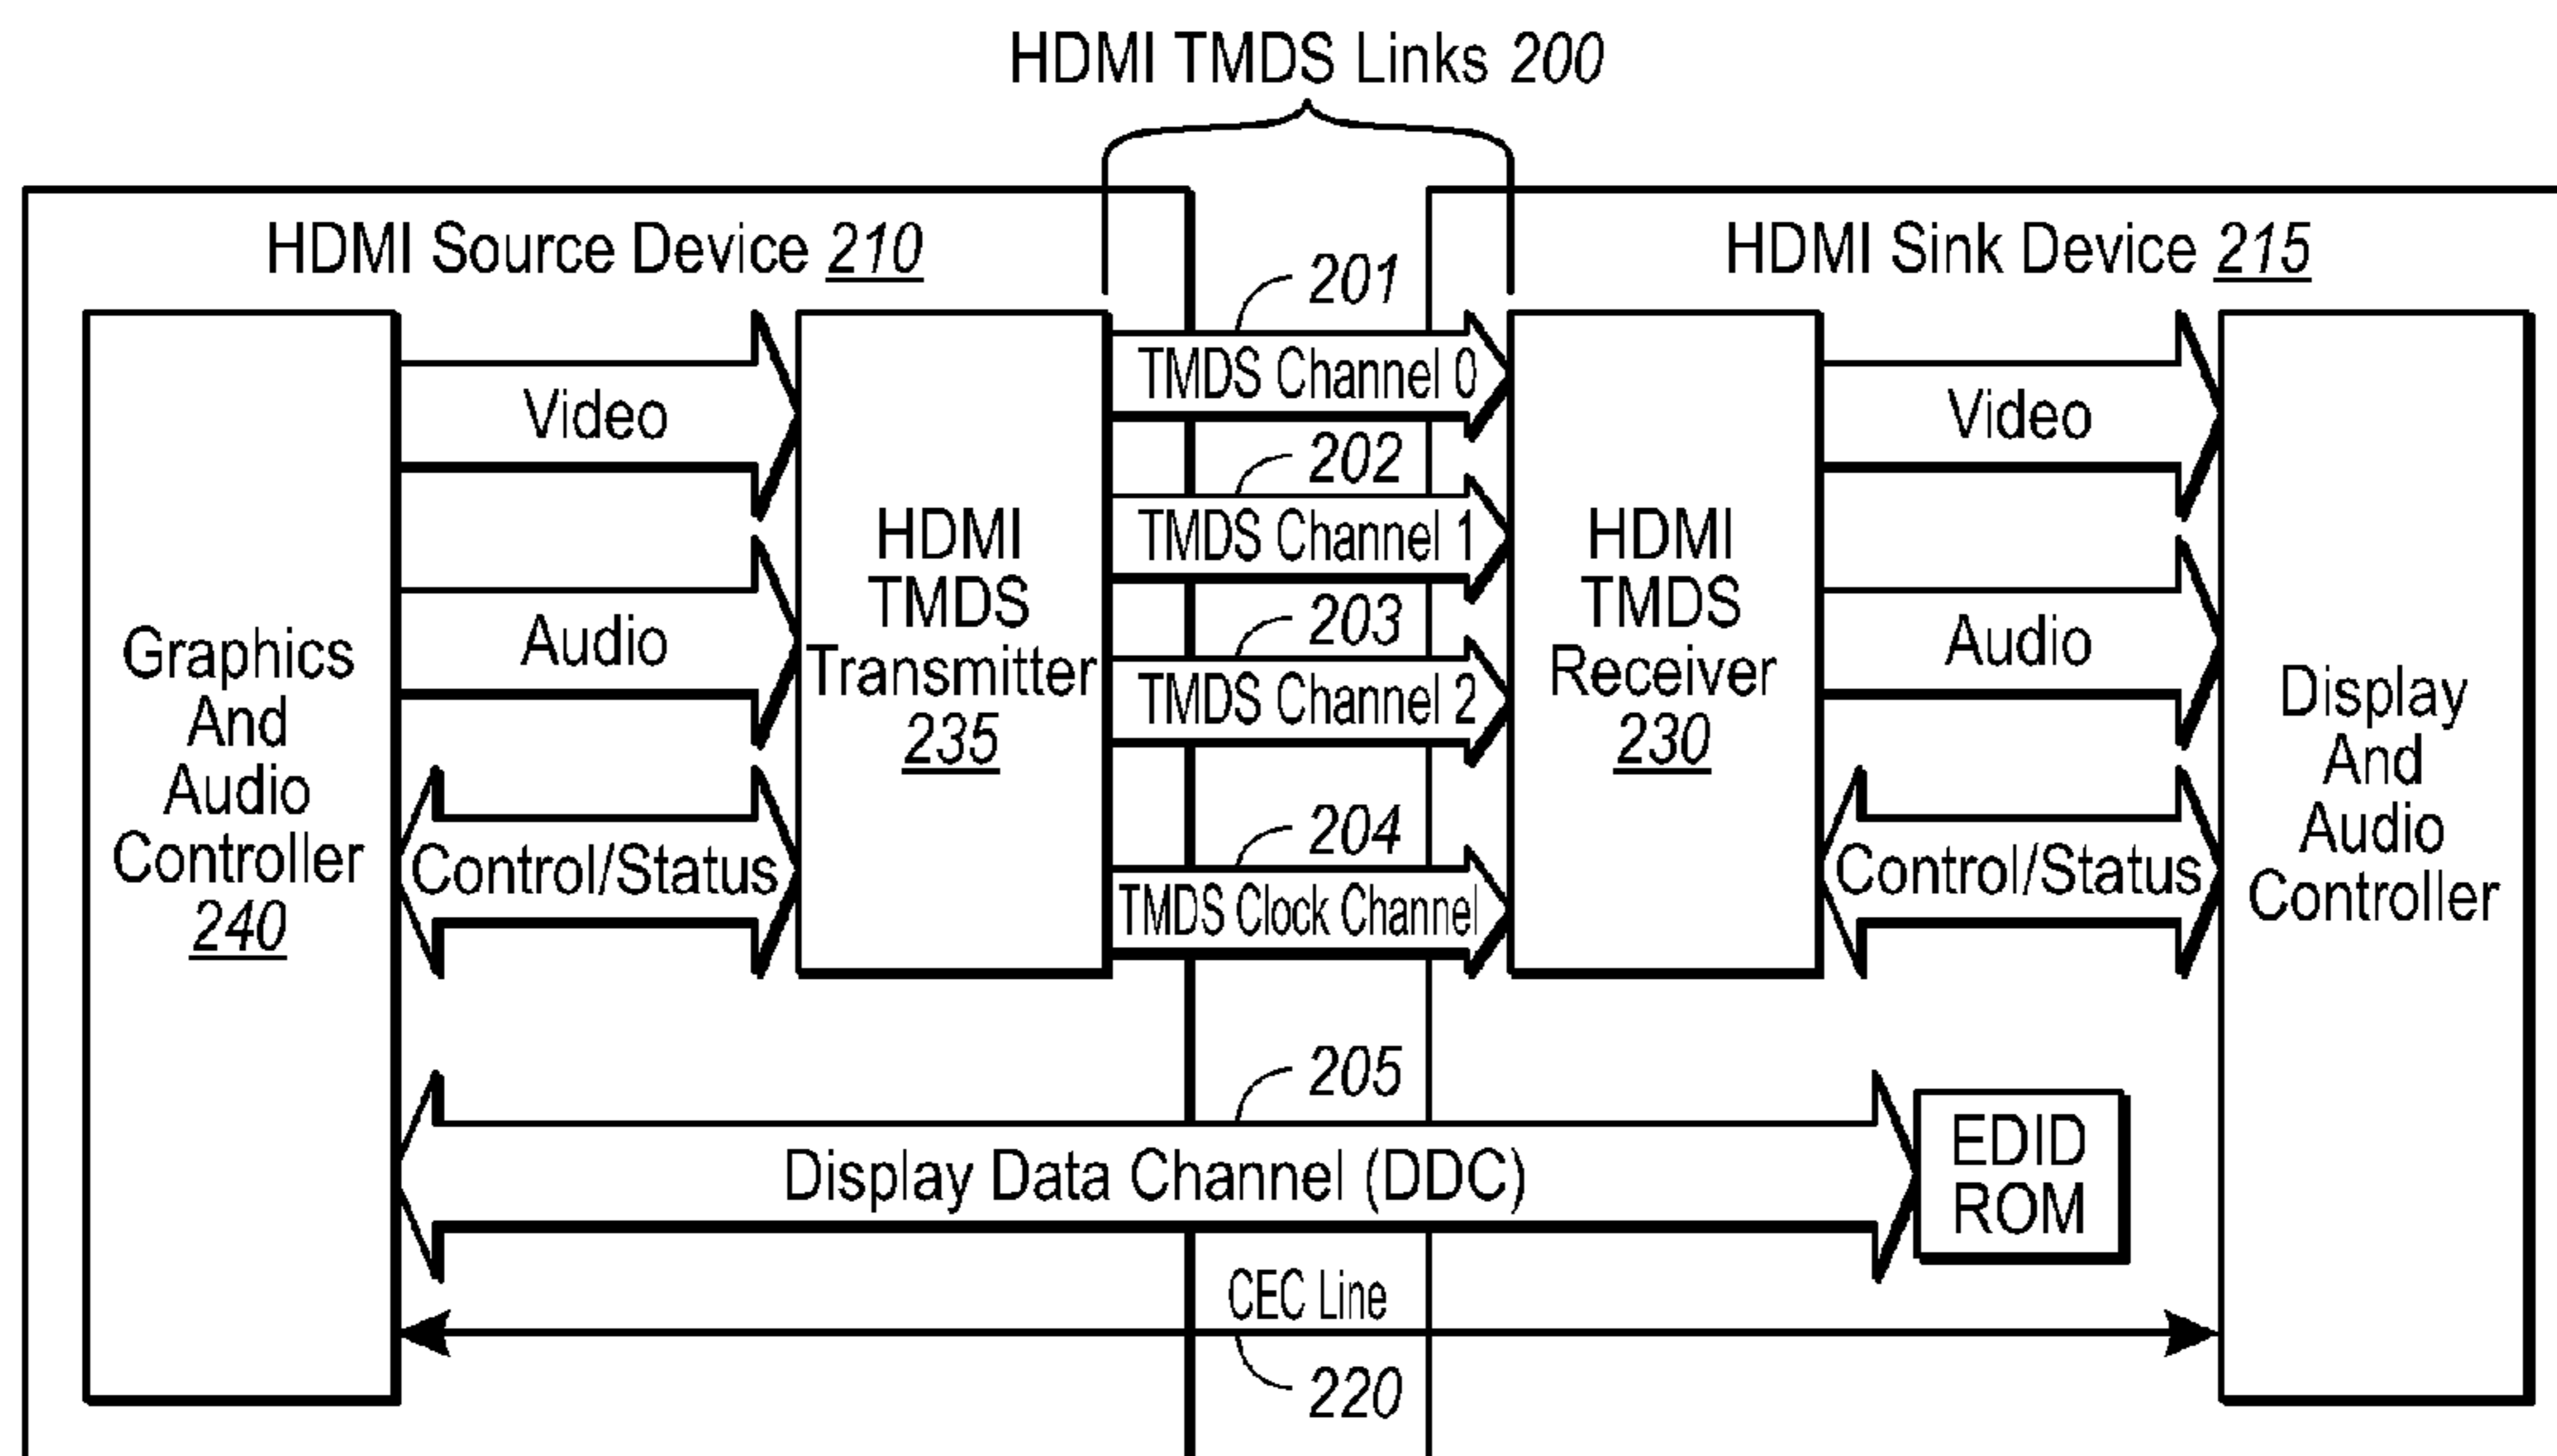 HDMI TMDS Links 200
HDMI Source Device 210
HDMI Sink Device 215
Graphics
And
Audio
Controller
240
Video
Audio
Control/Status
HDMI
TMDS
Transmitter
235
201
TMDS Channel 0
202
TMDS Channel 1
203
TMDS Channel 2
204
TMDS Clock Channel
HDMI
TMDS
Receiver
230
Video
Audio
Control/Status
Display
And
Audio
Controller
205
Display Data Channel (DDC)
EDID
ROM
CEC Line
220